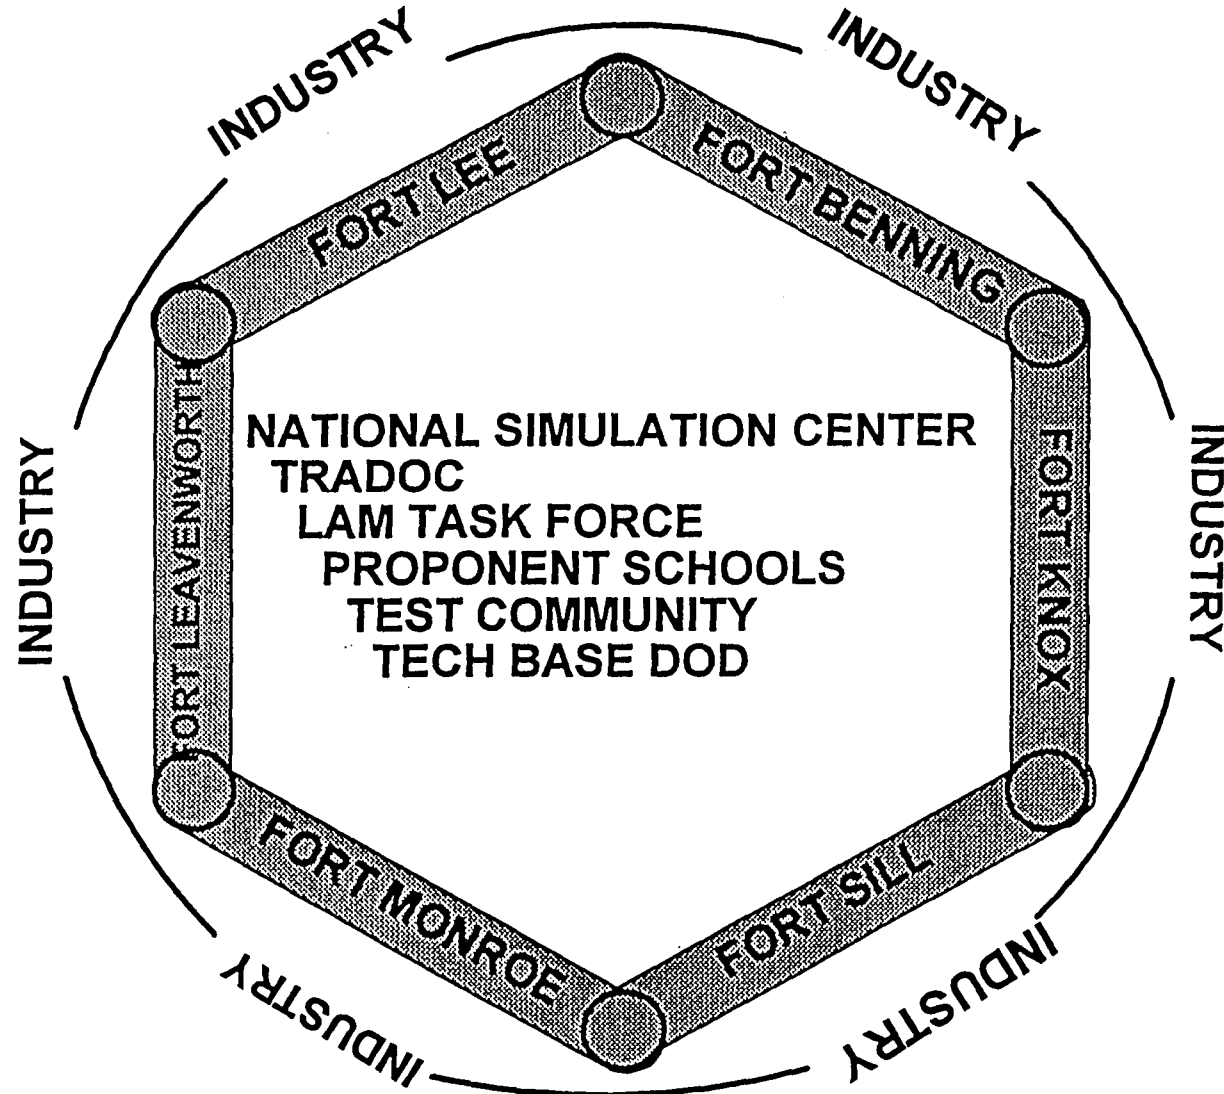 INDUSTRY
INDUSTRY
FORT LEE
FORT BENNING
NATIONAL SIMULATION CENTER
TRADOC
LAM TASK FORCE
PROPONENT SCHOOLS
TEST COMMUNITY
TECH BASE DOD
INDUSTRY
FORT LEAVENWORTH
FORT KNOX
INDUSTRY
FORT MONROE
FORT SILL
INDUSTRY
INDUSTRY